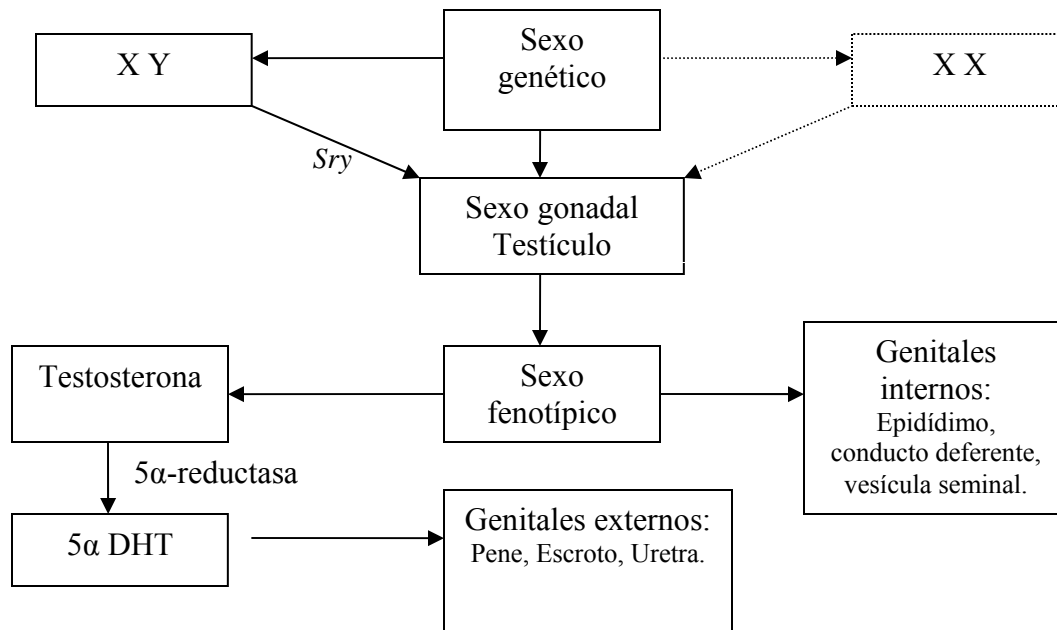 Sexo
genético
X Y
X X
Sry
Sexo gonadal
Testículo
Testosterona
Sexo
fenotípico
Genitales
internos:
Epidídimo,
conducto deferente,
vesícula seminal.
5α-reductasa
5α DHT
Genitales externos:
Pene, Escroto, Uretra.